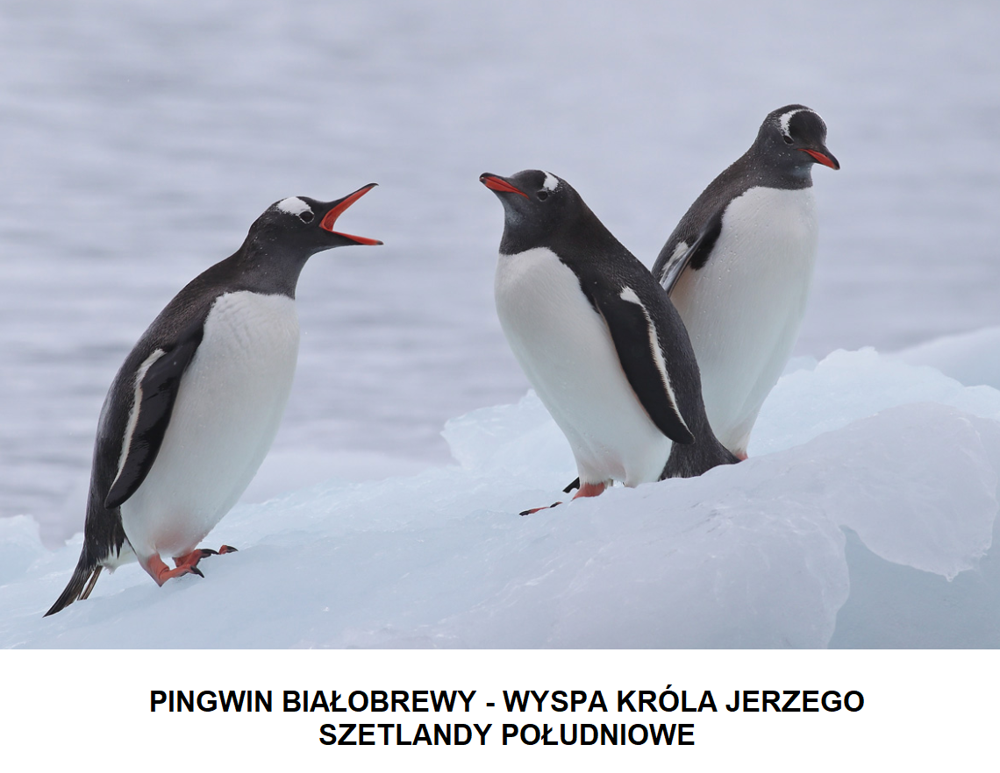 PINGWIN BIAŁOBREWY - WYSPA KRÓLA JERZEGO
SZETLANDY POŁUDNIOWE